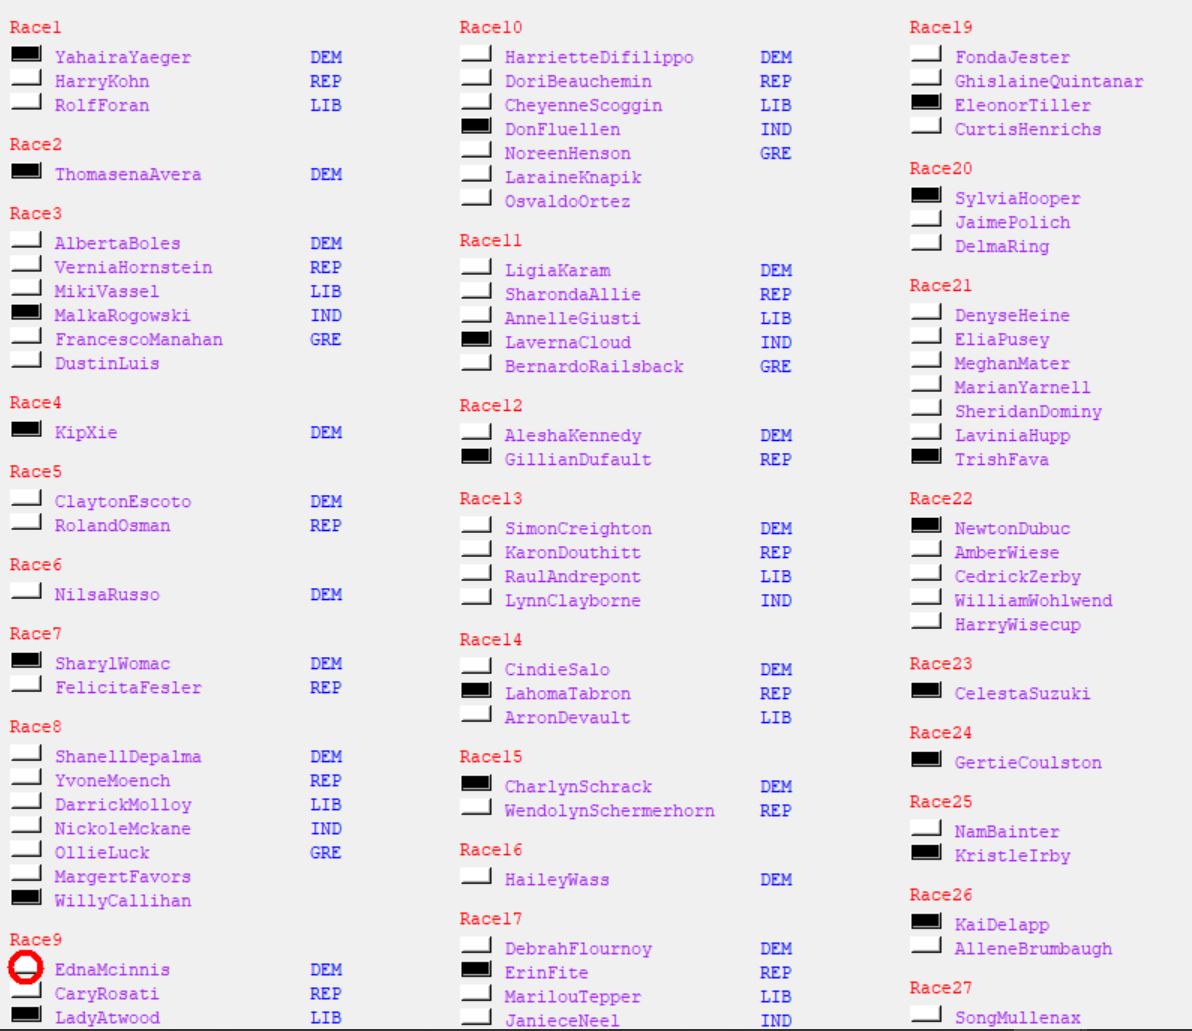 Race1
YahairaYaeger DEM
HarryKohn REP
RolfForan LIB
Race2
ThomasenaAvera DEM
Race3
AlbertaBoles DEM
VerniaHornstein REP
MikiVassel LIB
MalkaRogowski IND
FrancescoManahan GRE
DustinLuis
Race4
KipXie DEM
Race5
ClaytonEscoto DEM
RolandOsman REP
Race6
NilsaRusso DEM
Race7
SharylWomac DEM
FelicitaFesler REP
Race8
ShanellDepalma DEM
YvoneMoench REP
DarrickMolloy LIB
NickoleMckane IND
OllieLuck GRE
MargertFavors
WillyCallihan
Race9
EdnaMcinnis DEM
CaryRosati REP
LadyAtwood LIB
Race10
HarrietteDifilippo DEM
DoriBeauchemin REP
CheyenneScoggin LIB
DonFluellen IND
NoreenHenson GRE
LaraineKnapik
OsvaldoOrtez
Race11
LigiaKaram DEM
SharondaAllie REP
AnnelleGiusti LIB
LavernaCloud IND
BernardoRailsback GRE
Race12
AleshaKennedy DEM
GillianDufault REP
Race13
SimonCreighton DEM
KaronDouthitt REP
RaulAndrepont LIB
LynnClayborne IND
Race14
CindieSalo DEM
LahomaTabron REP
ArronDevault LIB
Race15
CharlynSchrack DEM
WendolynSchermerhorn REP
Race16
HaileyWass DEM
Race17
DebrahFlournoy DEM
ErinFite REP
MarilouTepper LIB
JanieceNeel IND
Race19
FondaJester
GhislaineQuintanar
EleonorTiller
CurtisHenrichs
Race20
SylviaHooper
JaimePolich
DelmaRing
Race21
DenyseHeine
EliaPusey
MeghanMater
MarianYarnell
SheridanDominy
LaviniaHupp
TrishFava
Race22
NewtonDubuc
AmberWiese
CedrickZerby
WilliamWohlwend
HarryWisecup
Race23
CelestaSuzuki
Race24
GertieCoulston
Race25
NamBainter
KristleIrby
Race26
KaiDelapp
AlleneBrumbaugh
Race27
SongMullenax